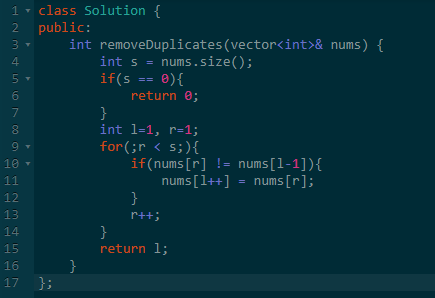 1 class Solution {
2 public:
3     int removeDuplicates(vector<int>& nums) {
4         int s = nums.size();
5         if(s == 0){
6             return 0;
7         }
8         int l=1, r=1;
9         for(;r < s;){
10             if(nums[r] != nums[l-1]){
11                 nums[l++] = nums[r];
12             }
13             r++;
14         }
15         return l;
16     }
17 };